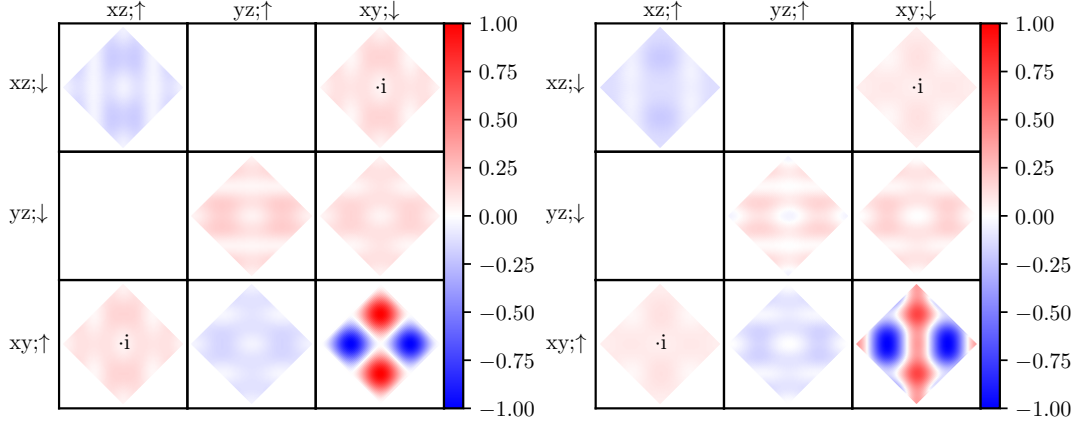 xz;↑ yz;↑ xy;↓ xz;↑ yz;↑ xy;↓
1.00 1.00
xz;↓ ·i 0.75 xz;↓ ·i 0.75
0.50 0.50
0.25 0.25
yz;↓ 0.00 yz;↓ 0.00
−0.25 −0.25
−0.50 −0.50
xy;↑ ·i xy;↑ ·i
−0.75 −0.75
−1.00 −1.00